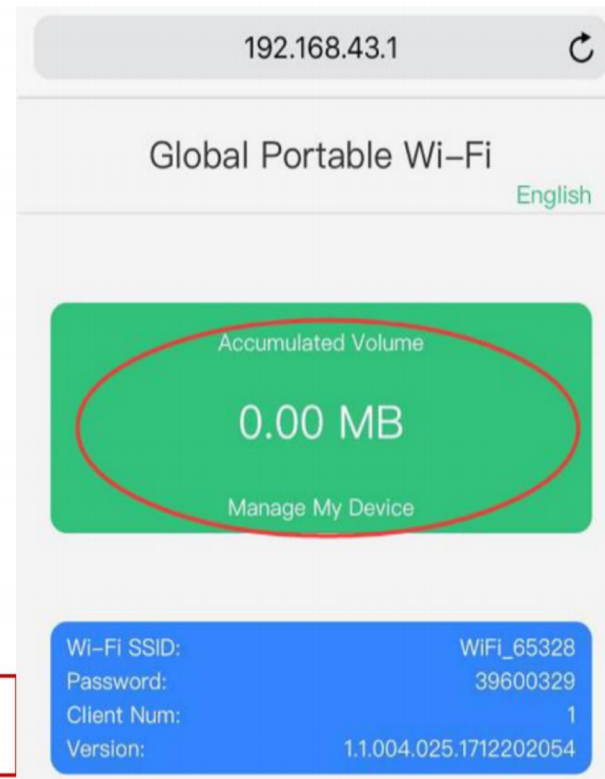 192.168.43.1
Global Portable Wi-Fi
English
Accumulated Volume
0.00 MB
Manage My Device
Wi-Fi SSID: WiFi_65328
Password: 39600329
Client Num: 1
Version: 1.1.004.025.1712202054